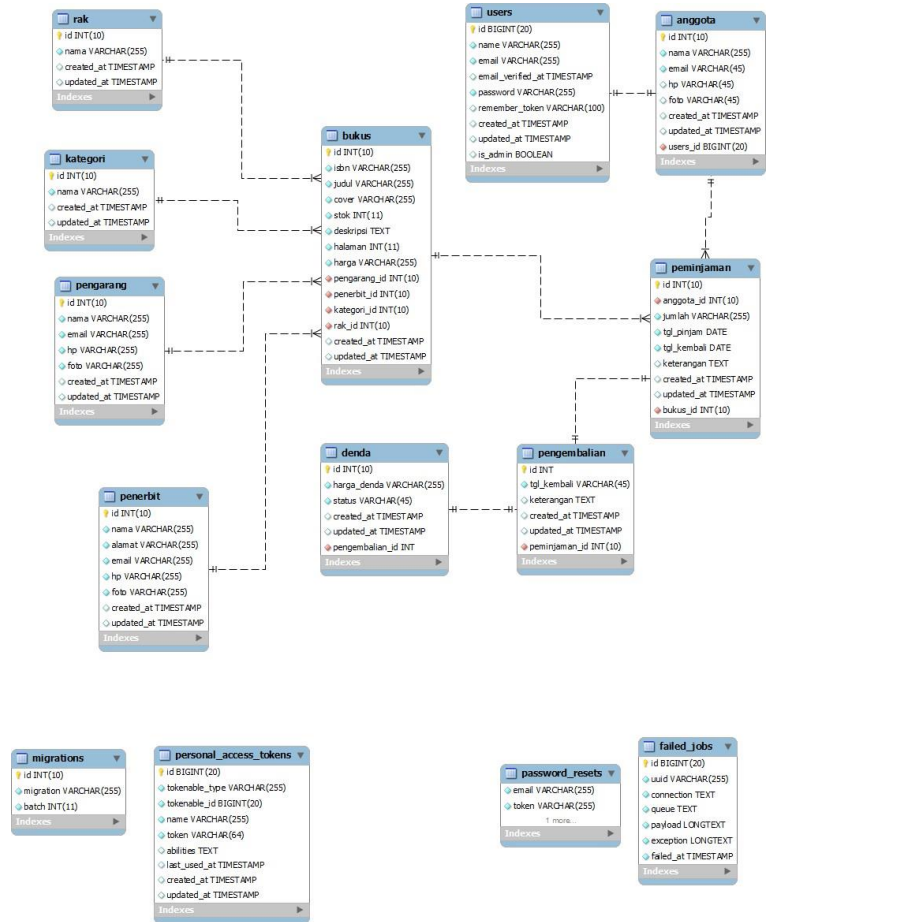 rak
id INT(10)
nama VARCHAR(255)
created_at TIMESTAMP
updated_at TIMESTAMP
Indexes
users
id BIGINT(20)
name VARCHAR(255)
email VARCHAR(255)
email_verified_at TIMESTAMP
password VARCHAR(255)
remember_token VARCHAR(100)
created_at TIMESTAMP
updated_at TIMESTAMP
is_admin BOOLEAN
Indexes
anggota
id INT(10)
nama VARCHAR(255)
email VARCHAR(45)
hp VARCHAR(45)
foto VARCHAR(45)
created_at TIMESTAMP
updated_at TIMESTAMP
users_id BIGINT(20)
Indexes
kategori
id INT(10)
nama VARCHAR(255)
created_at TIMESTAMP
updated_at TIMESTAMP
Indexes
bukus
id INT(10)
isbn VARCHAR(255)
judul VARCHAR(255)
cover VARCHAR(255)
stok INT(11)
deskripsi TEXT
halaman INT(11)
harga VARCHAR(255)
pengarang_id INT(10)
penerbit_id INT(10)
kategori_id INT(10)
rak_id INT(10)
created_at TIMESTAMP
updated_at TIMESTAMP
Indexes
pengarang
id INT(10)
nama VARCHAR(255)
email VARCHAR(255)
hp VARCHAR(255)
foto VARCHAR(255)
created_at TIMESTAMP
updated_at TIMESTAMP
Indexes
peminjaman
id INT(10)
anggota_id INT(10)
jumlah VARCHAR(255)
tgl_pinjam DATE
tgl_kembali DATE
keterangan TEXT
created_at TIMESTAMP
updated_at TIMESTAMP
bukus_id INT(10)
Indexes
denda
id INT(10)
harga_denda VARCHAR(255)
status VARCHAR(45)
created_at TIMESTAMP
updated_at TIMESTAMP
pengembalian_id INT
Indexes
pengembalian
id INT
tgl_kembali VARCHAR(45)
keterangan TEXT
created_at TIMESTAMP
updated_at TIMESTAMP
peminjaman_id INT(10)
Indexes
penerbit
id INT(10)
nama VARCHAR(255)
alamat VARCHAR(255)
email VARCHAR(255)
hp VARCHAR(255)
foto VARCHAR(255)
created_at TIMESTAMP
updated_at TIMESTAMP
Indexes
migrations
id INT(10)
migration VARCHAR(255)
batch INT(11)
Indexes
personal_access_tokens
id BIGINT(20)
tokenable_type VARCHAR(255)
tokenable_id BIGINT(20)
name VARCHAR(255)
token VARCHAR(64)
abilities TEXT
last_used_at TIMESTAMP
created_at TIMESTAMP
updated_at TIMESTAMP
Indexes
password_resets
email VARCHAR(255)
token VARCHAR(255)
1 more...
Indexes
failed_jobs
id BIGINT(20)
uuid VARCHAR(255)
connection TEXT
queue TEXT
payload LONGTEXT
exception LONGTEXT
failed_at TIMESTAMP
Indexes